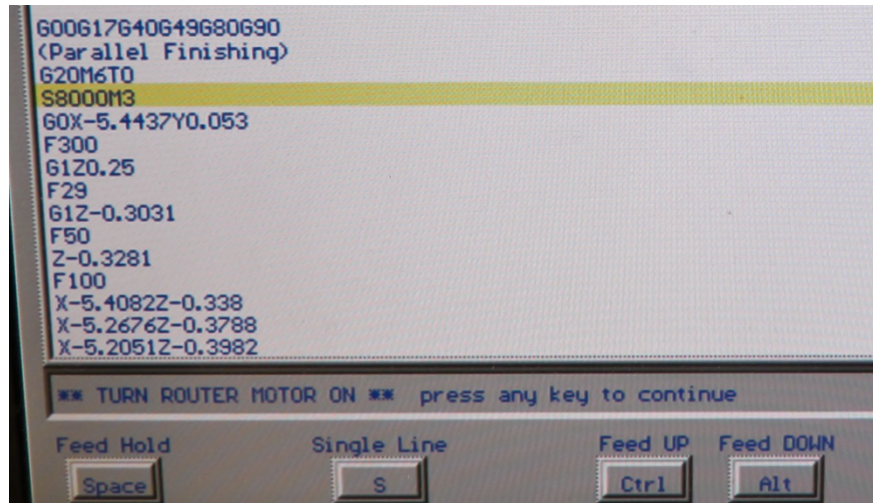 G00G17G40G49G80G90
(Parallel Finishing)
G20M6T0
S8000M3
G0X-5.4437Y0.053
F300
G1Z0.25
F29
G1Z-0.3031
F50
Z-0.3281
F100
X-5.4082Z-0.338
X-5.2676Z-0.3788
X-5.2051Z-0.3982
** TURN ROUTER MOTOR ON ** press any key to continue
Feed Hold Single Line Feed UP Feed DOWN
Space S Ctrl Alt